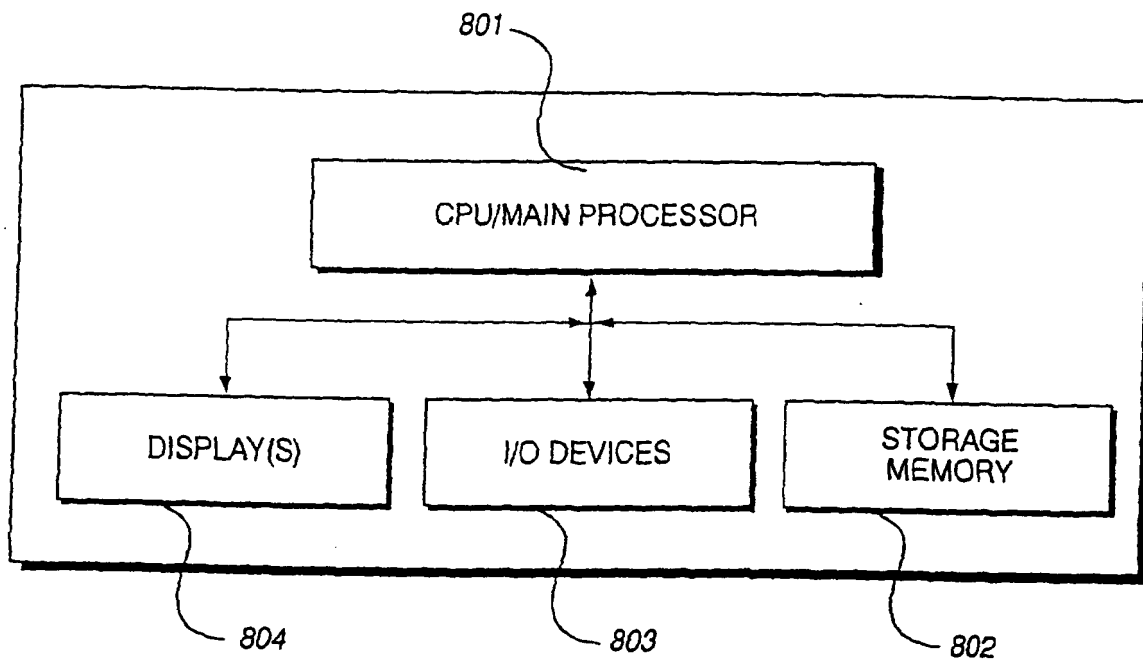 801
CPU/MAIN PROCESSOR
DISPLAY(S)
I/O DEVICES
STORAGE
MEMORY
804
803
802